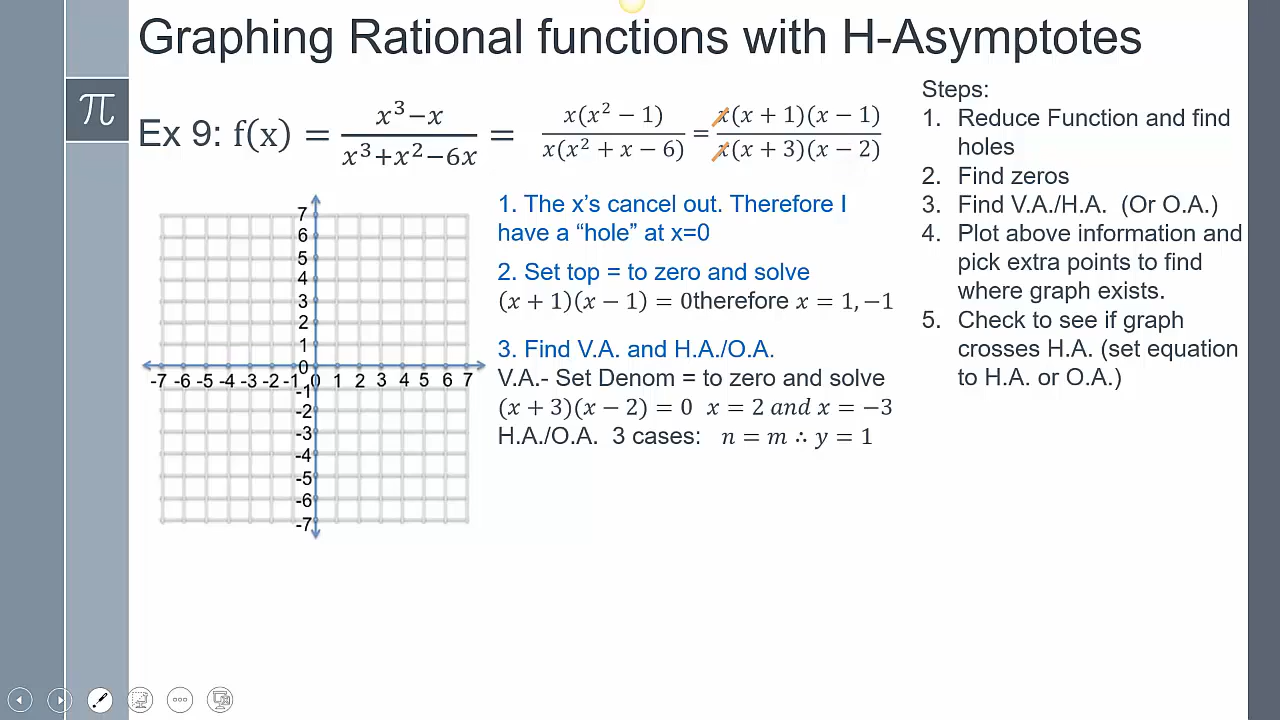 Graphing Rational functions with H-Asymptotes
π
Ex 9: f(x) = (x³−x)/(x³+x²−6x) = x(x² − 1)/x(x² + x − 6) = x(x + 1)(x − 1)/x(x + 3)(x − 2)
1. The x's cancel out. Therefore I
have a “hole” at x=0
2. Set top = to zero and solve
(x + 1)(x − 1) = 0therefore x = 1, −1
3. Find V.A. and H.A./O.A.
V.A.- Set Denom = to zero and solve
(x + 3)(x − 2) = 0 x = 2 and x = −3
H.A./O.A. 3 cases: n = m ∴ y = 1
Steps:
1. Reduce Function and find
holes
2. Find zeros
3. Find V.A./H.A. (Or O.A.)
4. Plot above information and
pick extra points to find
where graph exists.
5. Check to see if graph
crosses H.A. (set equation
to H.A. or O.A.)
7
6
5
4
3
2
1
0
-7 -6 -5 -4 -3 -2 -1 0 1 2 3 4 5 6 7
-1
-2
-3
-4
-5
-6
-7